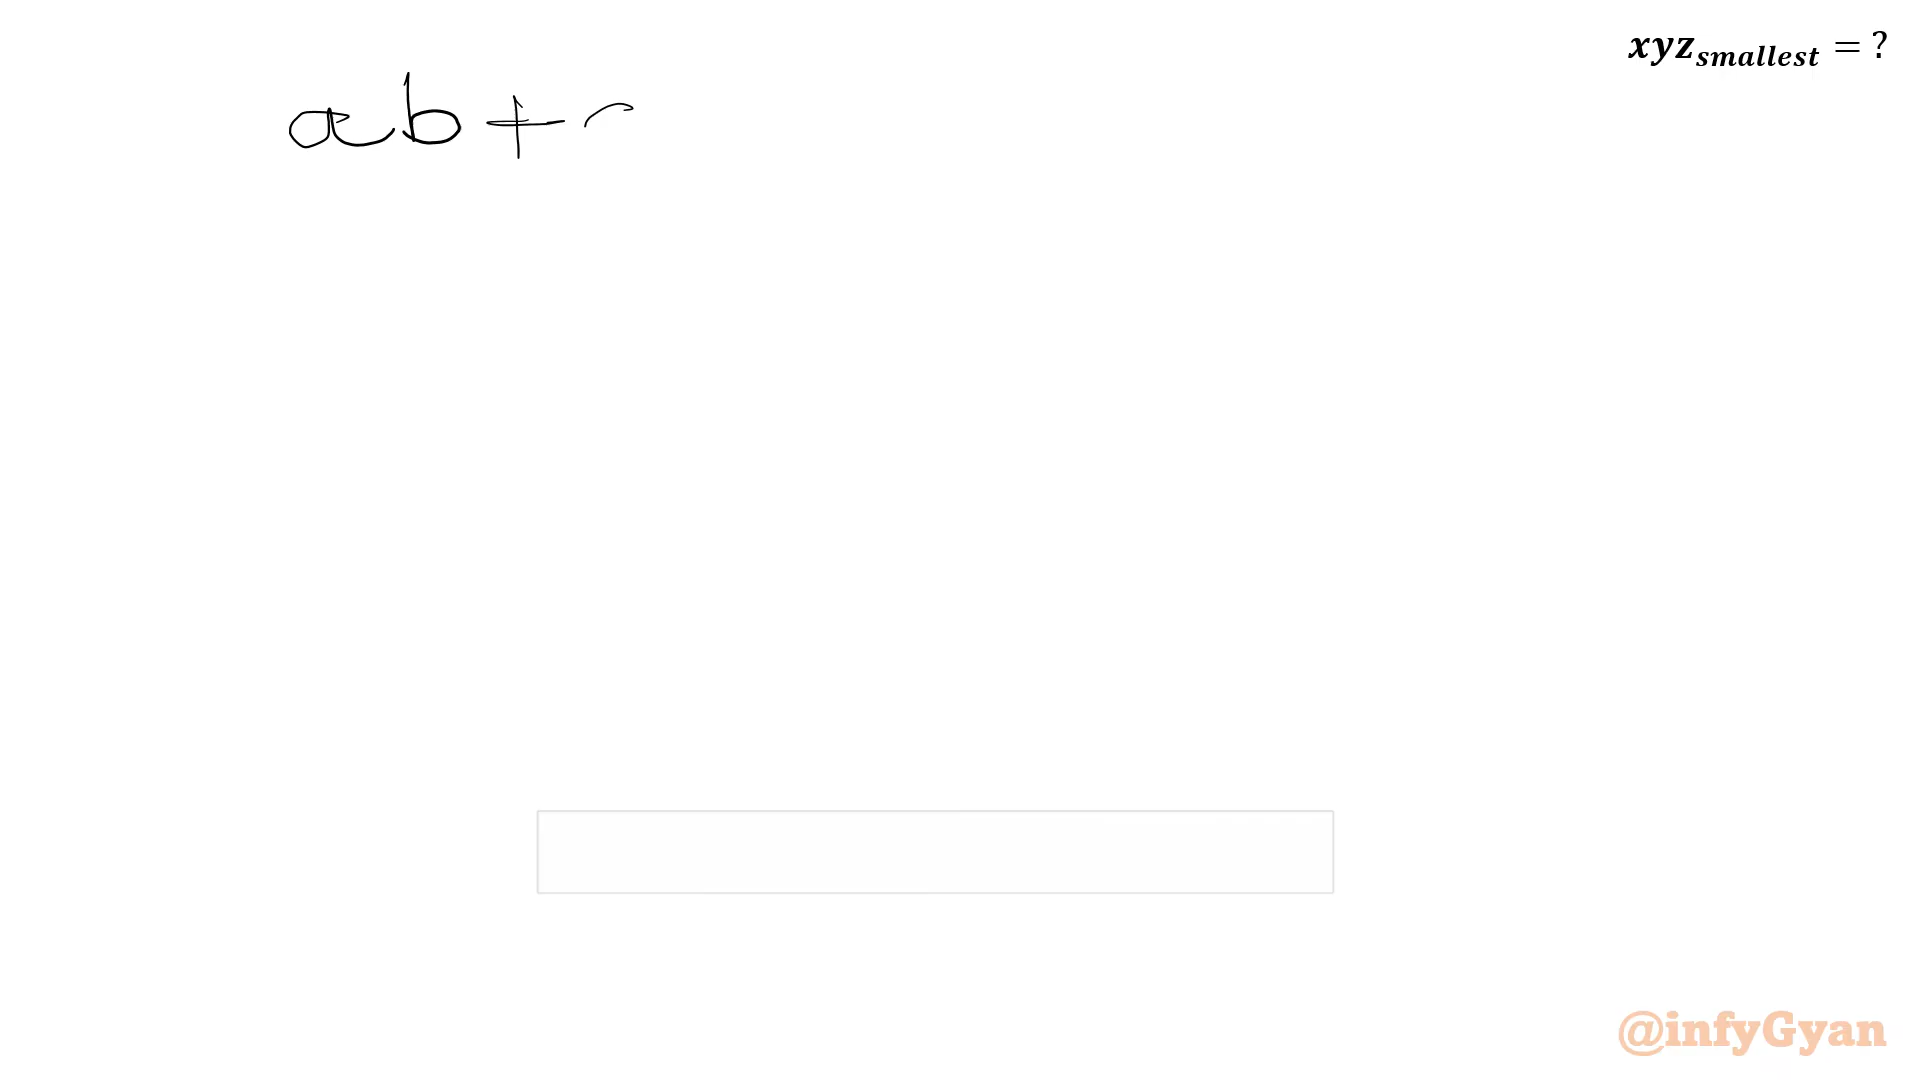 xyz_smallest = ?
ab +
@infyGyan